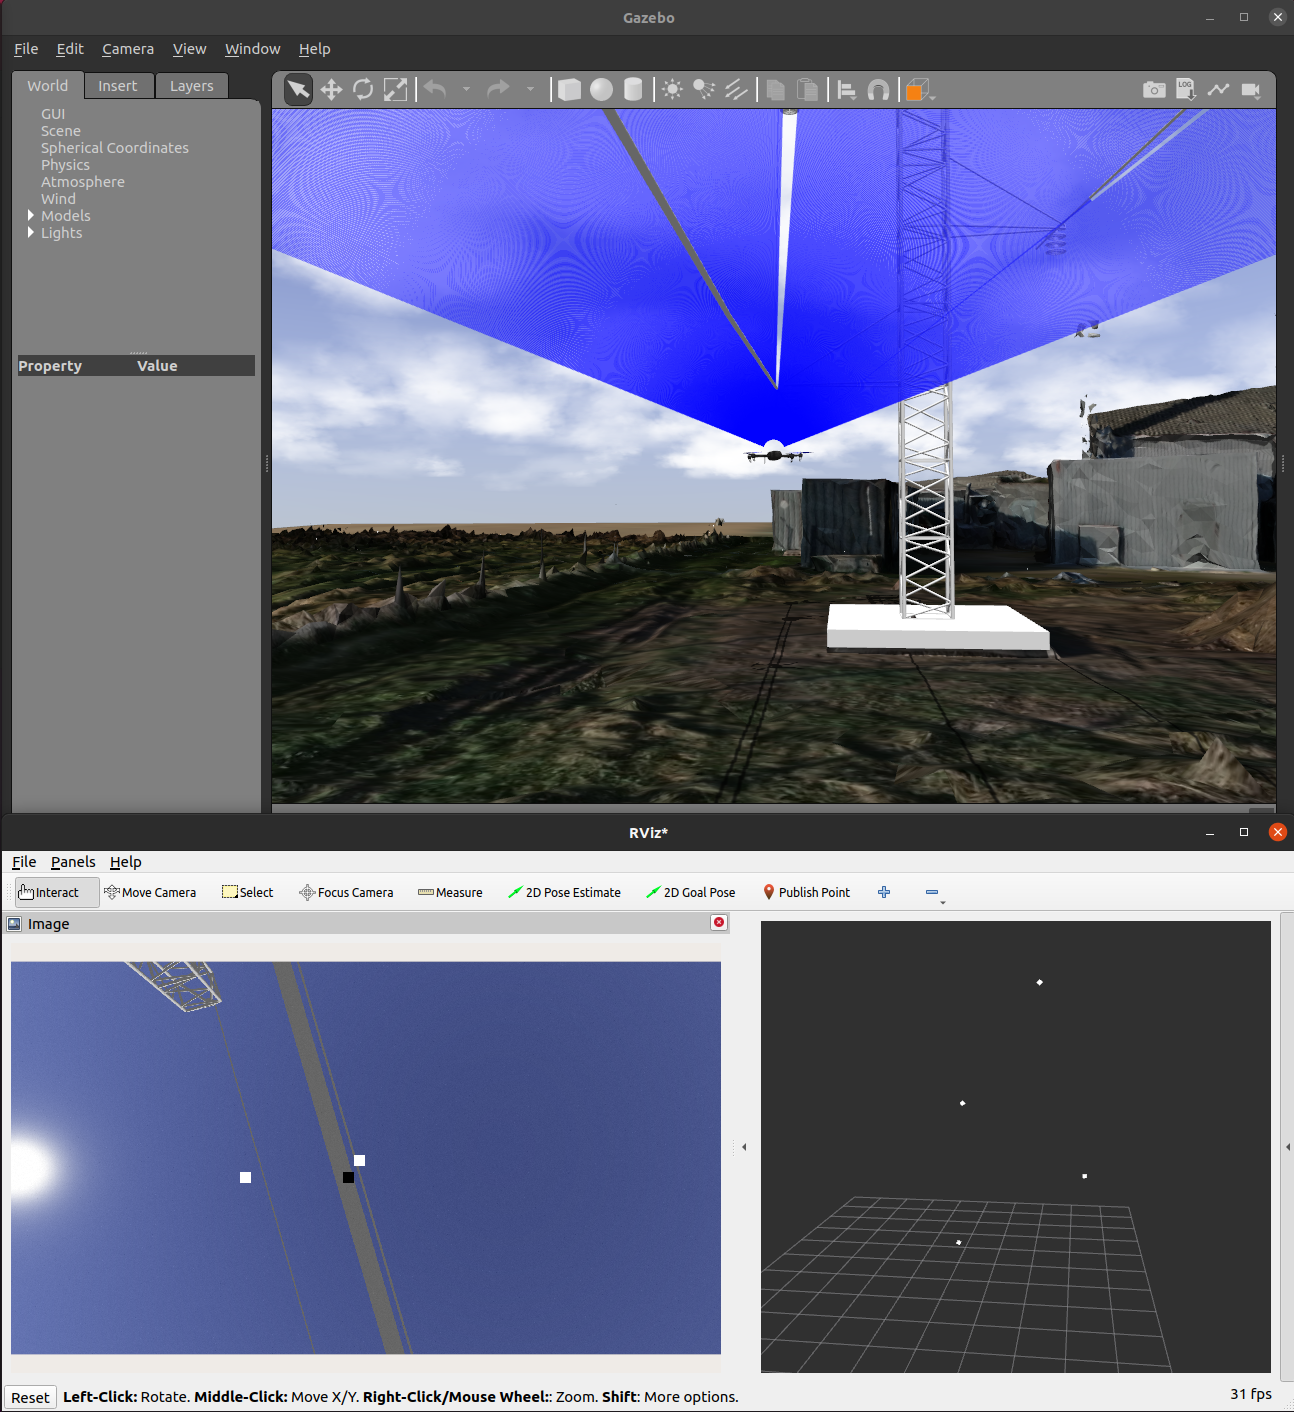 Gazebo
File Edit Camera View Window Help
World Insert Layers
LOG
GUI
Scene
Spherical Coordinates
Physics
Atmosphere
Wind
Models
Lights
Property Value
RViz*
File Panels Help
Interact Move Camera Select Focus Camera Measure 2D Pose Estimate 2D Goal Pose Publish Point
Image
Reset Left-Click: Rotate. Middle-Click: Move X/Y. Right-Click/Mouse Wheel:: Zoom. Shift: More options. 31 fps